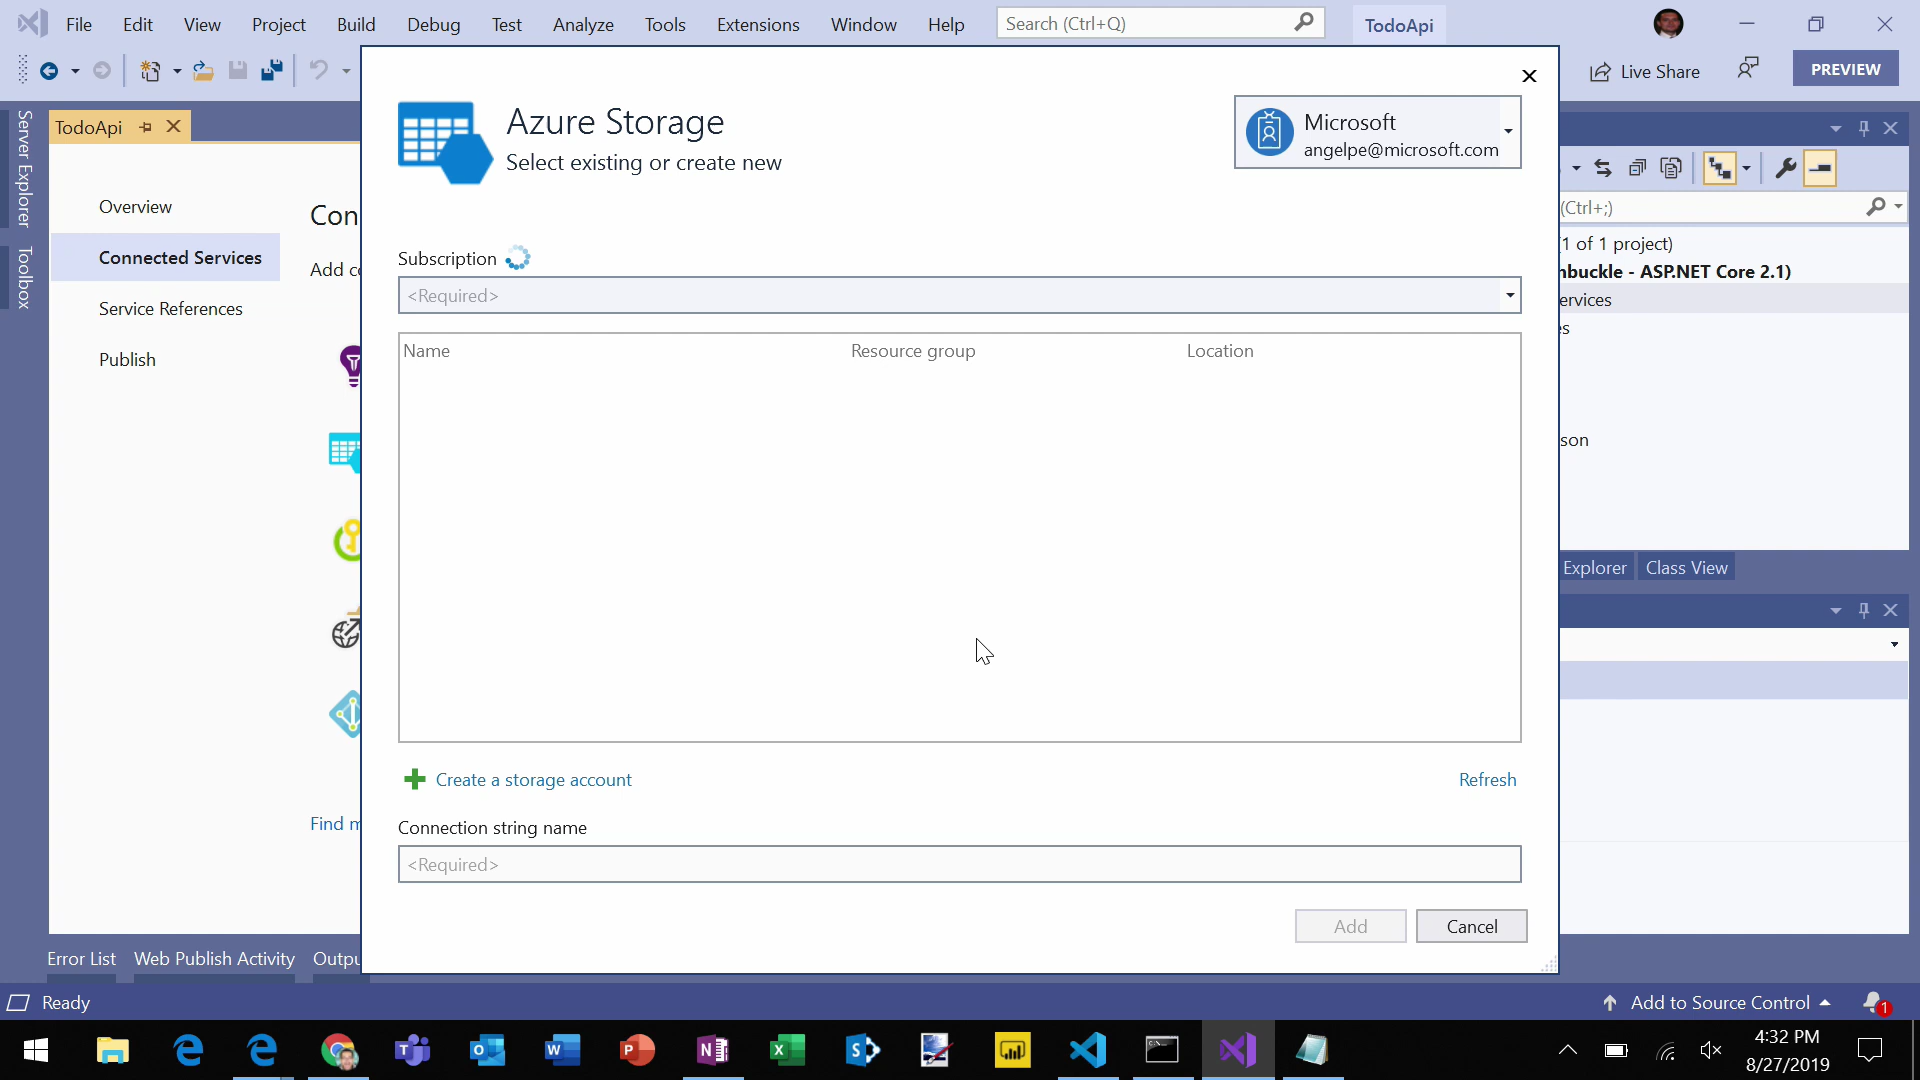 File Edit View Project Build Debug Test Analyze Tools Extensions Window Help Search (Ctrl+Q) TodoApi
Live Share PREVIEW
Server Explorer
Toolbox
TodoApi
Overview
Connected Services
Service References
Publish
Con
Add co
Find m
Azure Storage
Select existing or create new
Microsoft
angelpe@microsoft.com
Subscription
<Required>
Name Resource group Location
Create a storage account Refresh
Connection string name
<Required>
Add Cancel
(Ctrl+;)
(1 of 1 project)
nbuckle - ASP.NET Core 2.1)
ervices
es
son
Explorer Class View
Error List Web Publish Activity Outpu
Ready Add to Source Control 1
4:32 PM
8/27/2019